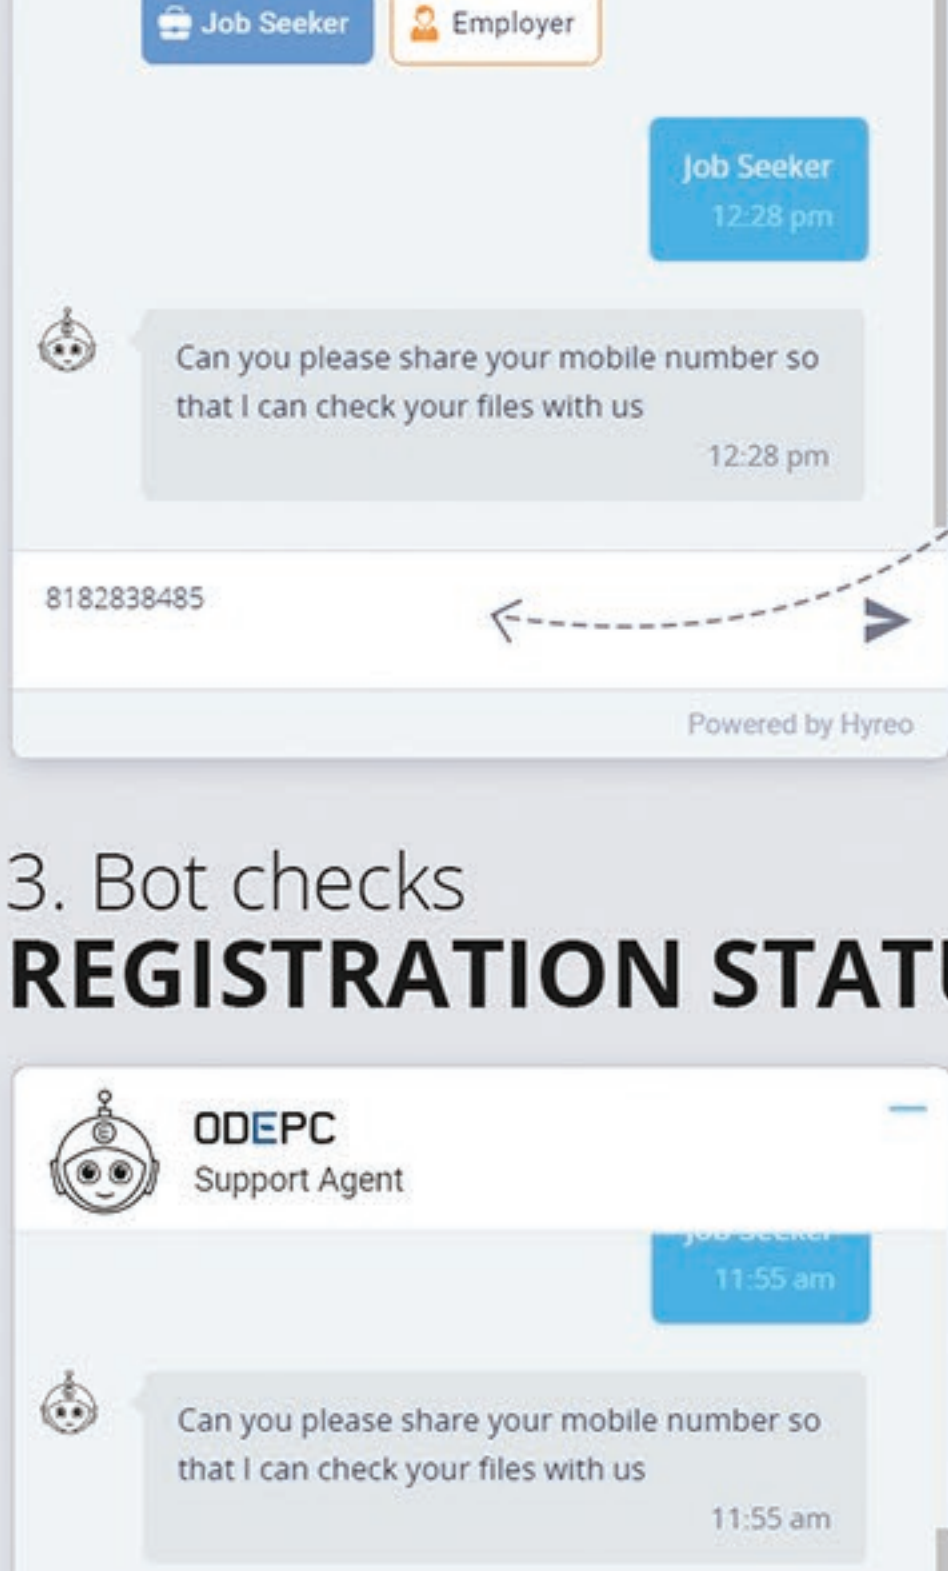 Job Seeker
Employer
Job Seeker
12:28 pm
Can you please share your mobile number so
that I can check your files with us
12:28 pm
8182838485
Powered by Hyreo
3. Bot checks
REGISTRATION STATU
ODEPC
Support Agent
Job Seeker
11:55 am
Can you please share your mobile number so
that I can check your files with us
11:55 am